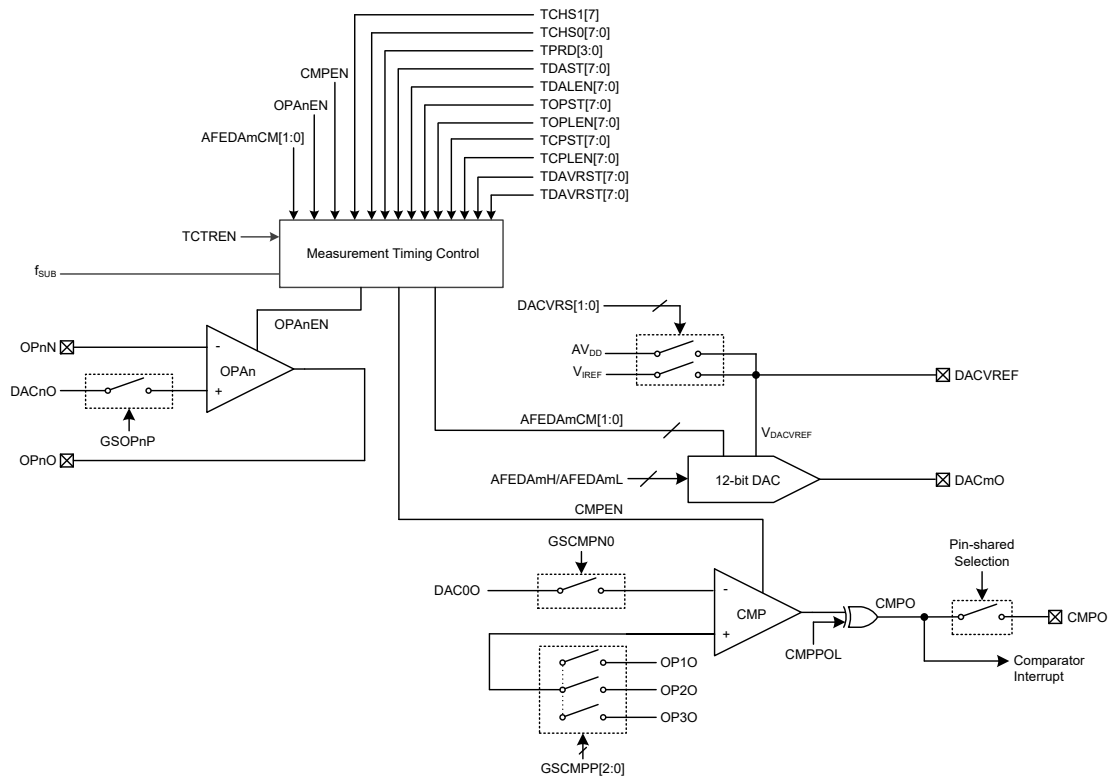 TCHS1[7]
TCHS0[7:0]
TPRD[3:0]
TDAST[7:0]
TDALEN[7:0]
TOPST[7:0]
TOPLEN[7:0]
TCPST[7:0]
TCPLEN[7:0]
TDAVRST[7:0]
TDAVRST[7:0]
CMPEN
OPAnEN
AFEDAmCM[1:0]
TCTREN
Measurement Timing Control
fSUB
OPAnEN
OPnN
-
OPAn
DACnO
+
GSOPnP
OPnO
DACVRS[1:0]
AVDD
VIREF
DACVREF
AFEDAmCM[1:0]
VDACVREF
AFEDAmH/AFEDAmL
12-bit DAC
DACmO
CMPEN
GSCMPN0
DAC0O
-
CMP
+
CMPPOL
CMPO
Pin-shared
Selection
CMPO
Comparator
Interrupt
OP1O
OP2O
OP3O
GSCMPP[2:0]